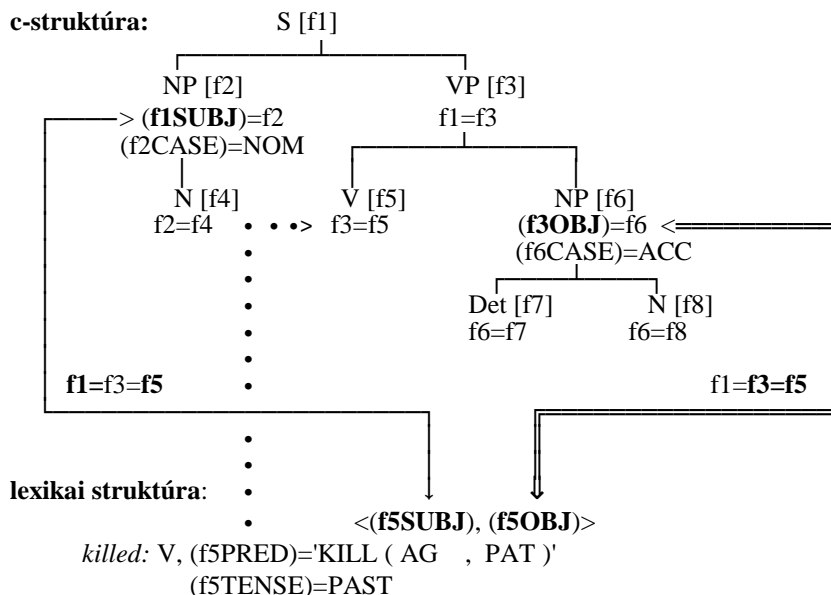 c-struktúra: S [f1]
NP [f2] VP [f3]
> (f1SUBJ)=f2 f1=f3
(f2CASE)=NOM
N [f4] V [f5] NP [f6]
f2=f4 • • •> f3=f5 (f3OBJ)=f6 <
(f6CASE)=ACC
Det [f7] N [f8]
f6=f7 f6=f8
f1=f3=f5 f1=f3=f5
lexikai struktúra:
<(f5SUBJ), (f5OBJ)>
killed: V, (f5PRED)='KILL ( AG , PAT )'
(f5TENSE)=PAST